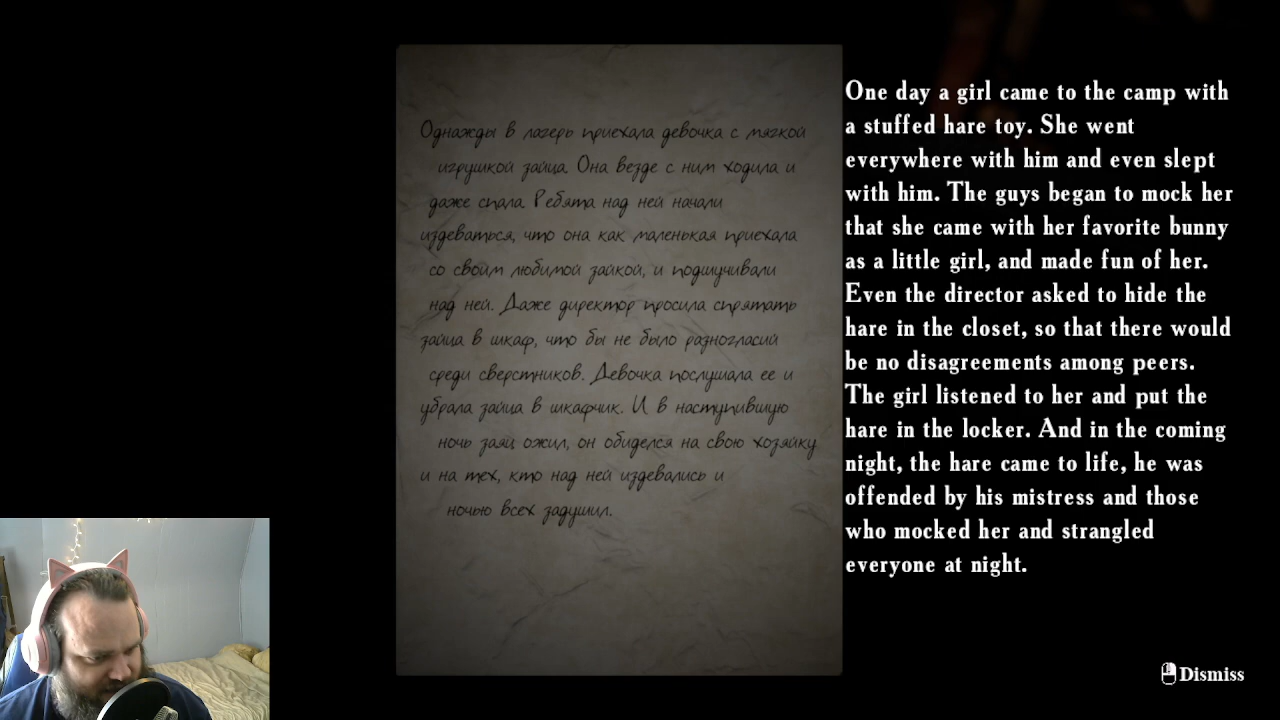 Однажды в лагерь приехала девочка с мягкой
игрушкой зайца. Она везде с ним ходила и
даже спала. Ребята над ней начали
издеваться, что она как маленькая приехала
со своим любимой зайкой, и подшучивали
над ней. Даже директор просила спрятать
зайца в шкаф, что бы не было разногласий
среди сверстников. Девочка послушала ее и
убрала зайца в шкафчик. И в наступившую
ночь заяц ожил, он обиделся на свою хозяйку
и на тех, кто над ней издевались и
ночью всех задушил.
One day a girl came to the camp with
a stuffed hare toy. She went
everywhere with him and even slept
with him. The guys began to mock her
that she came with her favorite bunny
as a little girl, and made fun of her.
Even the director asked to hide the
hare in the closet, so that there would
be no disagreements among peers.
The girl listened to her and put the
hare in the locker. And in the coming
night, the hare came to life, he was
offended by his mistress and those
who mocked her and strangled
everyone at night.
Dismiss